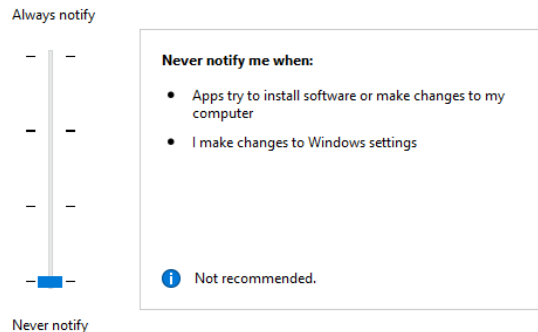 Always notify
Never notify me when:
• Apps try to install software or make changes to my
computer
• I make changes to Windows settings
Not recommended.
Never notify